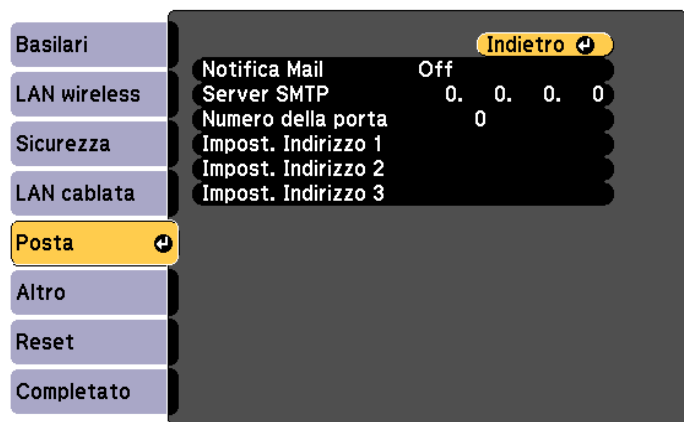 Basilari
LAN wireless
Sicurezza
LAN cablata
Posta
Altro
Reset
Completato
Indietro
Notifica Mail Off
Server SMTP 0. 0. 0. 0
Numero della porta 0
Impost. Indirizzo 1
Impost. Indirizzo 2
Impost. Indirizzo 3